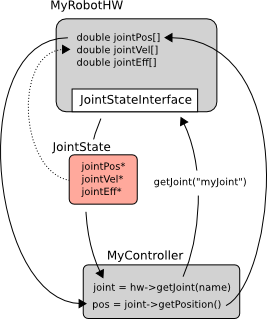 MyRobotHW
double jointPos[]
double jointVel[]
double jointEff[]
JointStateInterface
JointState
jointPos*
jointVel*
jointEff*
getJoint("myJoint")
MyController
joint = hw->getJoint(name)
pos = joint->getPosition()